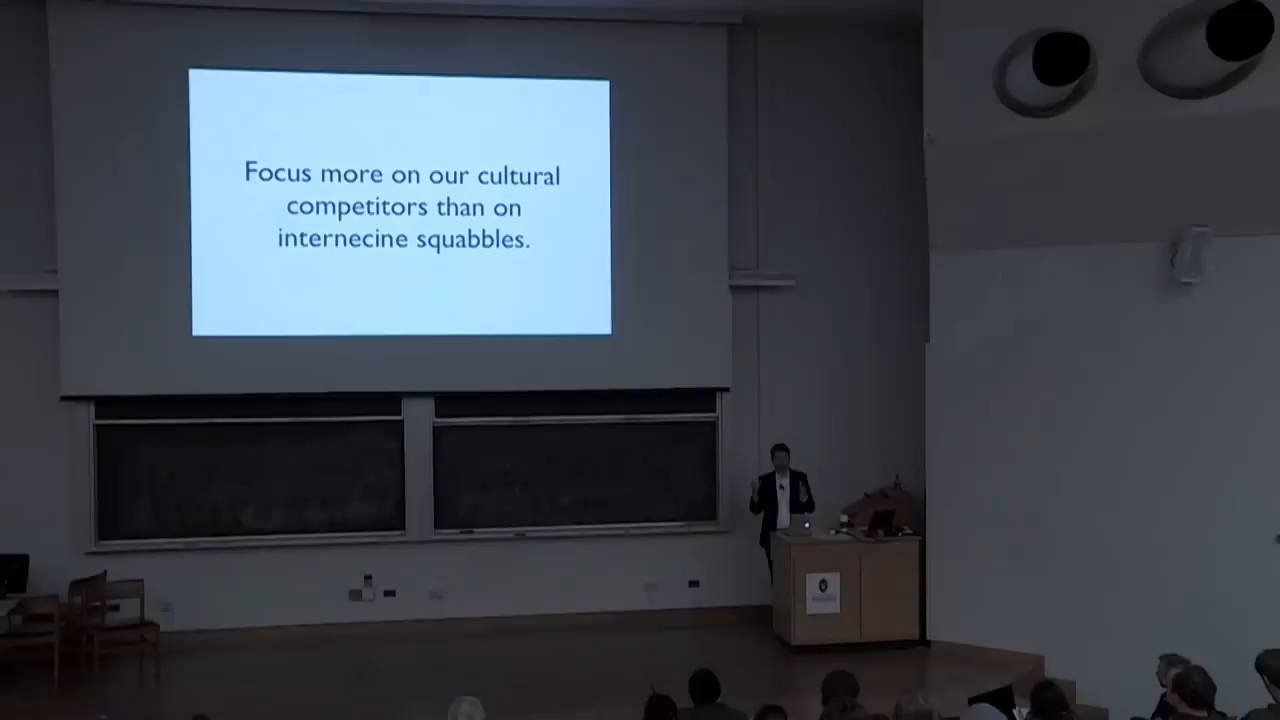 Focus more on our cultural
competitors than on
internecine squabbles.